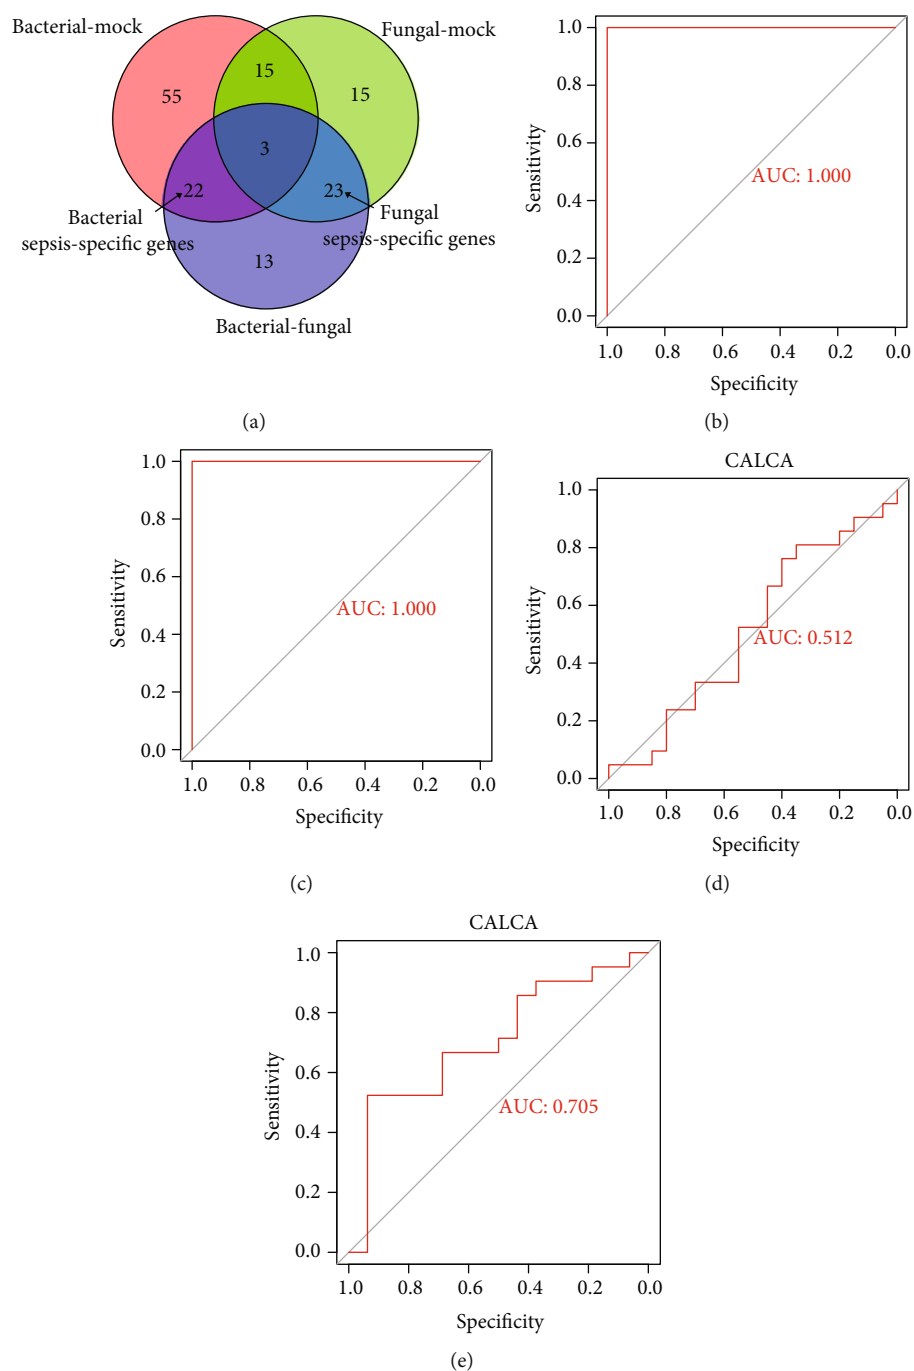 Bacterial-mock
Fungal-mock
15
55
15
3
22
23
Bacterial
sepsis-specific genes
Fungal
sepsis-specific genes
13
Bacterial-fungal
(a)
1.0
0.8
0.6
0.4
0.2
0.0
Sensitivity
AUC: 1.000
1.0 0.8 0.6 0.4 0.2 0.0
Specificity
(b)
1.0
0.8
0.6
0.4
0.2
0.0
Sensitivity
AUC: 1.000
1.0 0.8 0.6 0.4 0.2 0.0
Specificity
(c)
CALCA
1.0
0.8
0.6
0.4
0.2
0.0
Sensitivity
AUC: 0.512
1.0 0.8 0.6 0.4 0.2 0.0
Specificity
(d)
CALCA
1.0
0.8
0.6
0.4
0.2
0.0
Sensitivity
AUC: 0.705
1.0 0.8 0.6 0.4 0.2 0.0
Specificity
(e)